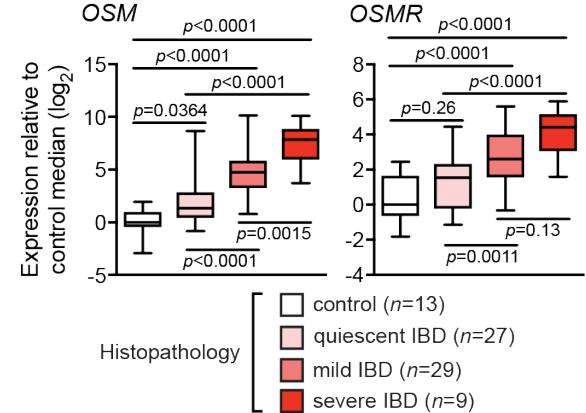 OSM
OSMR
p<0.0001
p<0.0001
p<0.0001
p=0.0364
p=0.0015
p<0.0001
p<0.0001
p<0.0001
p<0.0001
p=0.26
p=0.13
p=0.0011
Expression relative to
control median (log2)
15
10
5
0
-5
8
6
4
2
0
-2
-4
Histopathology
control (n=13)
quiescent IBD (n=27)
mild IBD (n=29)
severe IBD (n=9)